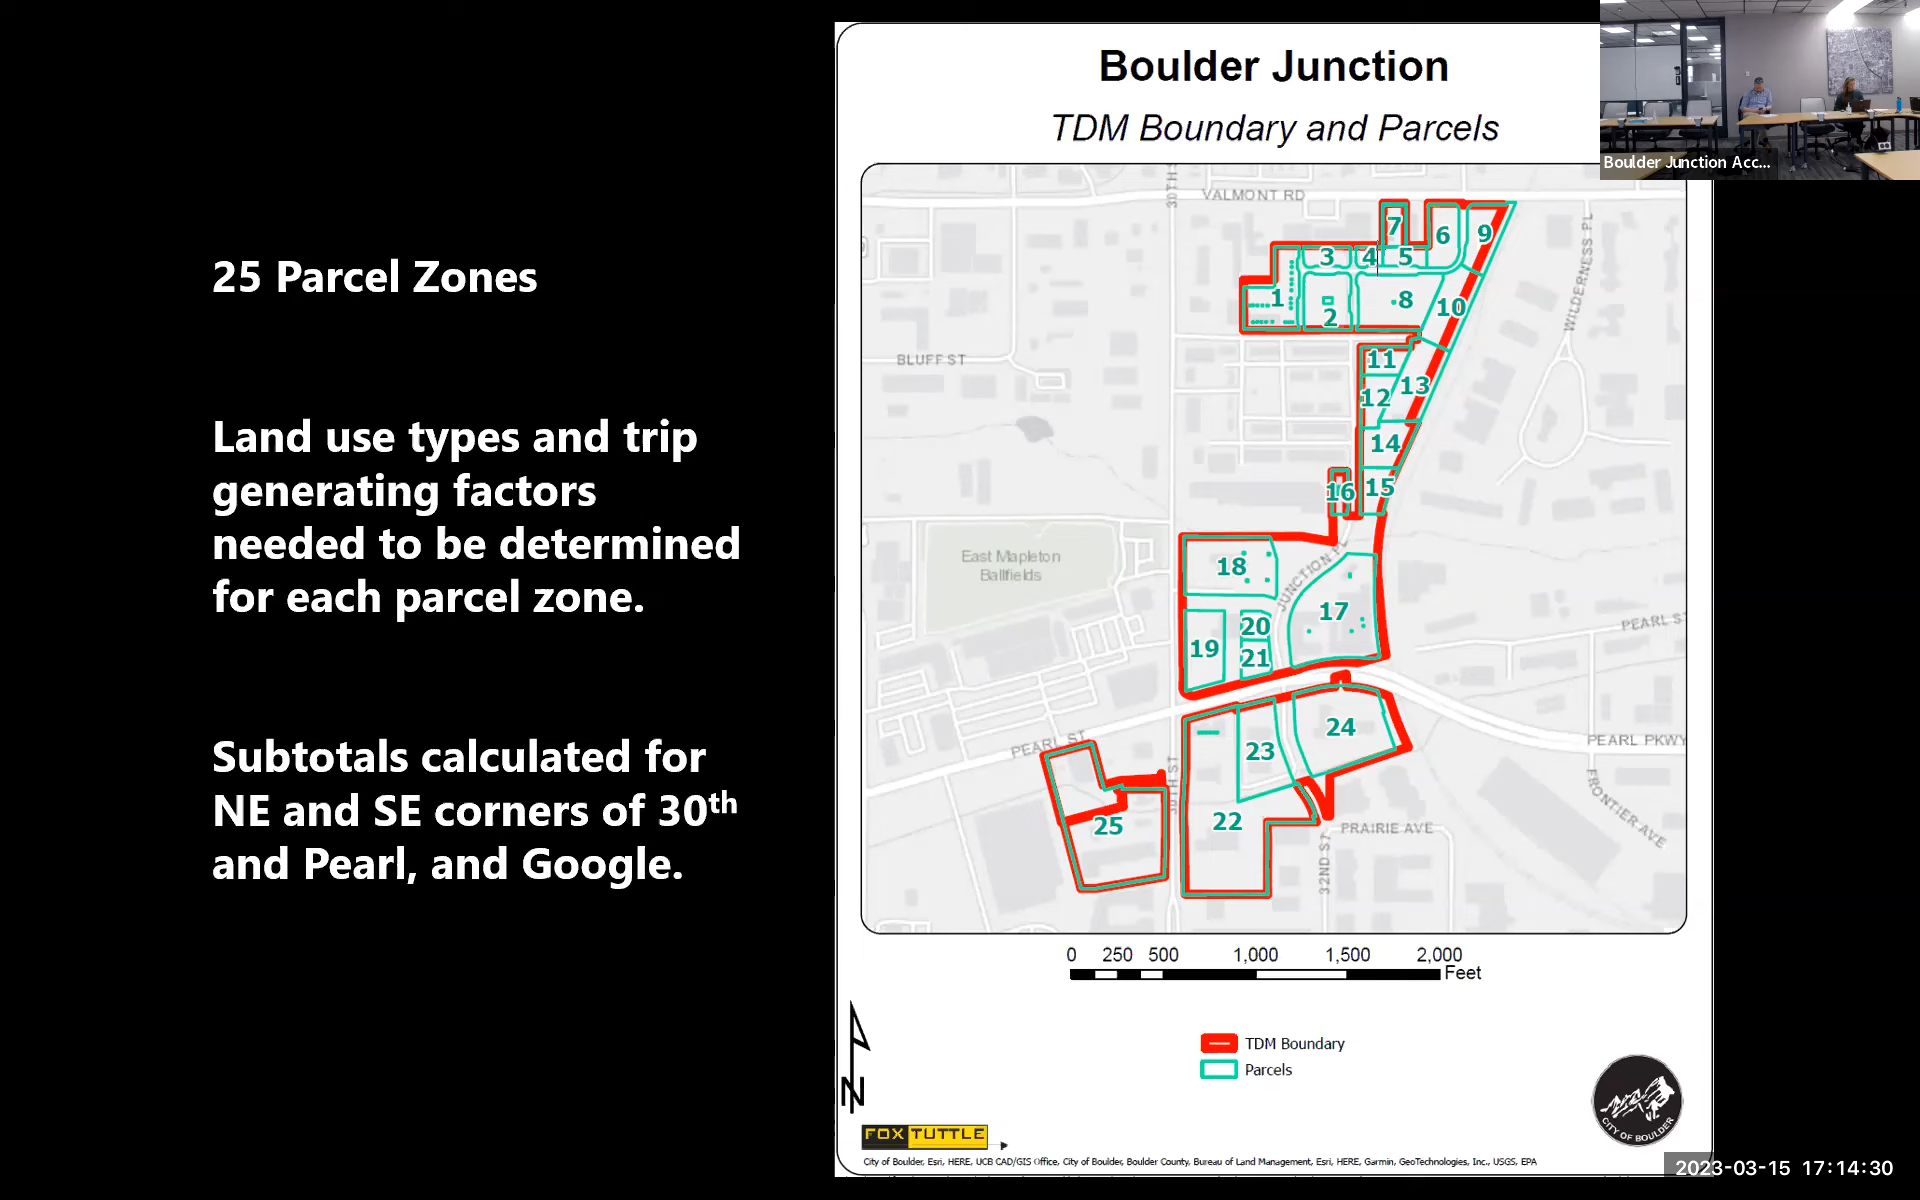 25 Parcel Zones
Land use types and trip
generating factors
needed to be determined
for each parcel zone.
Subtotals calculated for
NE and SE corners of 30th
and Pearl, and Google.
Boulder Junction
TDM Boundary and Parcels
Boulder Junction Acc...
VALMONT RD
30TH S
WILDERNESS PL
7
6
9
3
4
5
1
2
8
10
BLUFF ST
11
13
12
14
16
15
East Mapleton
Ballfields
JUNCTION PL
18
17
20
19
21
PEARL ST
24
23
PEARL ST
30TH ST
PEARL PKWY
25
22
PRAIRIE AVE
32ND ST
FRONTIER AVE
0 250 500 1,000 1,500 2,000
Feet
TDM Boundary
Parcels
N
FOX TUTTLE
CITY OF BOULDER
City of Boulder, Esri, HERE, UCB CAD/GIS Office, City of Boulder, Boulder County, Bureau of Land Management, Esri, HERE, Garmin, GeoTechnologies, Inc., USGS, EPA
2023-03-15 17:14:30